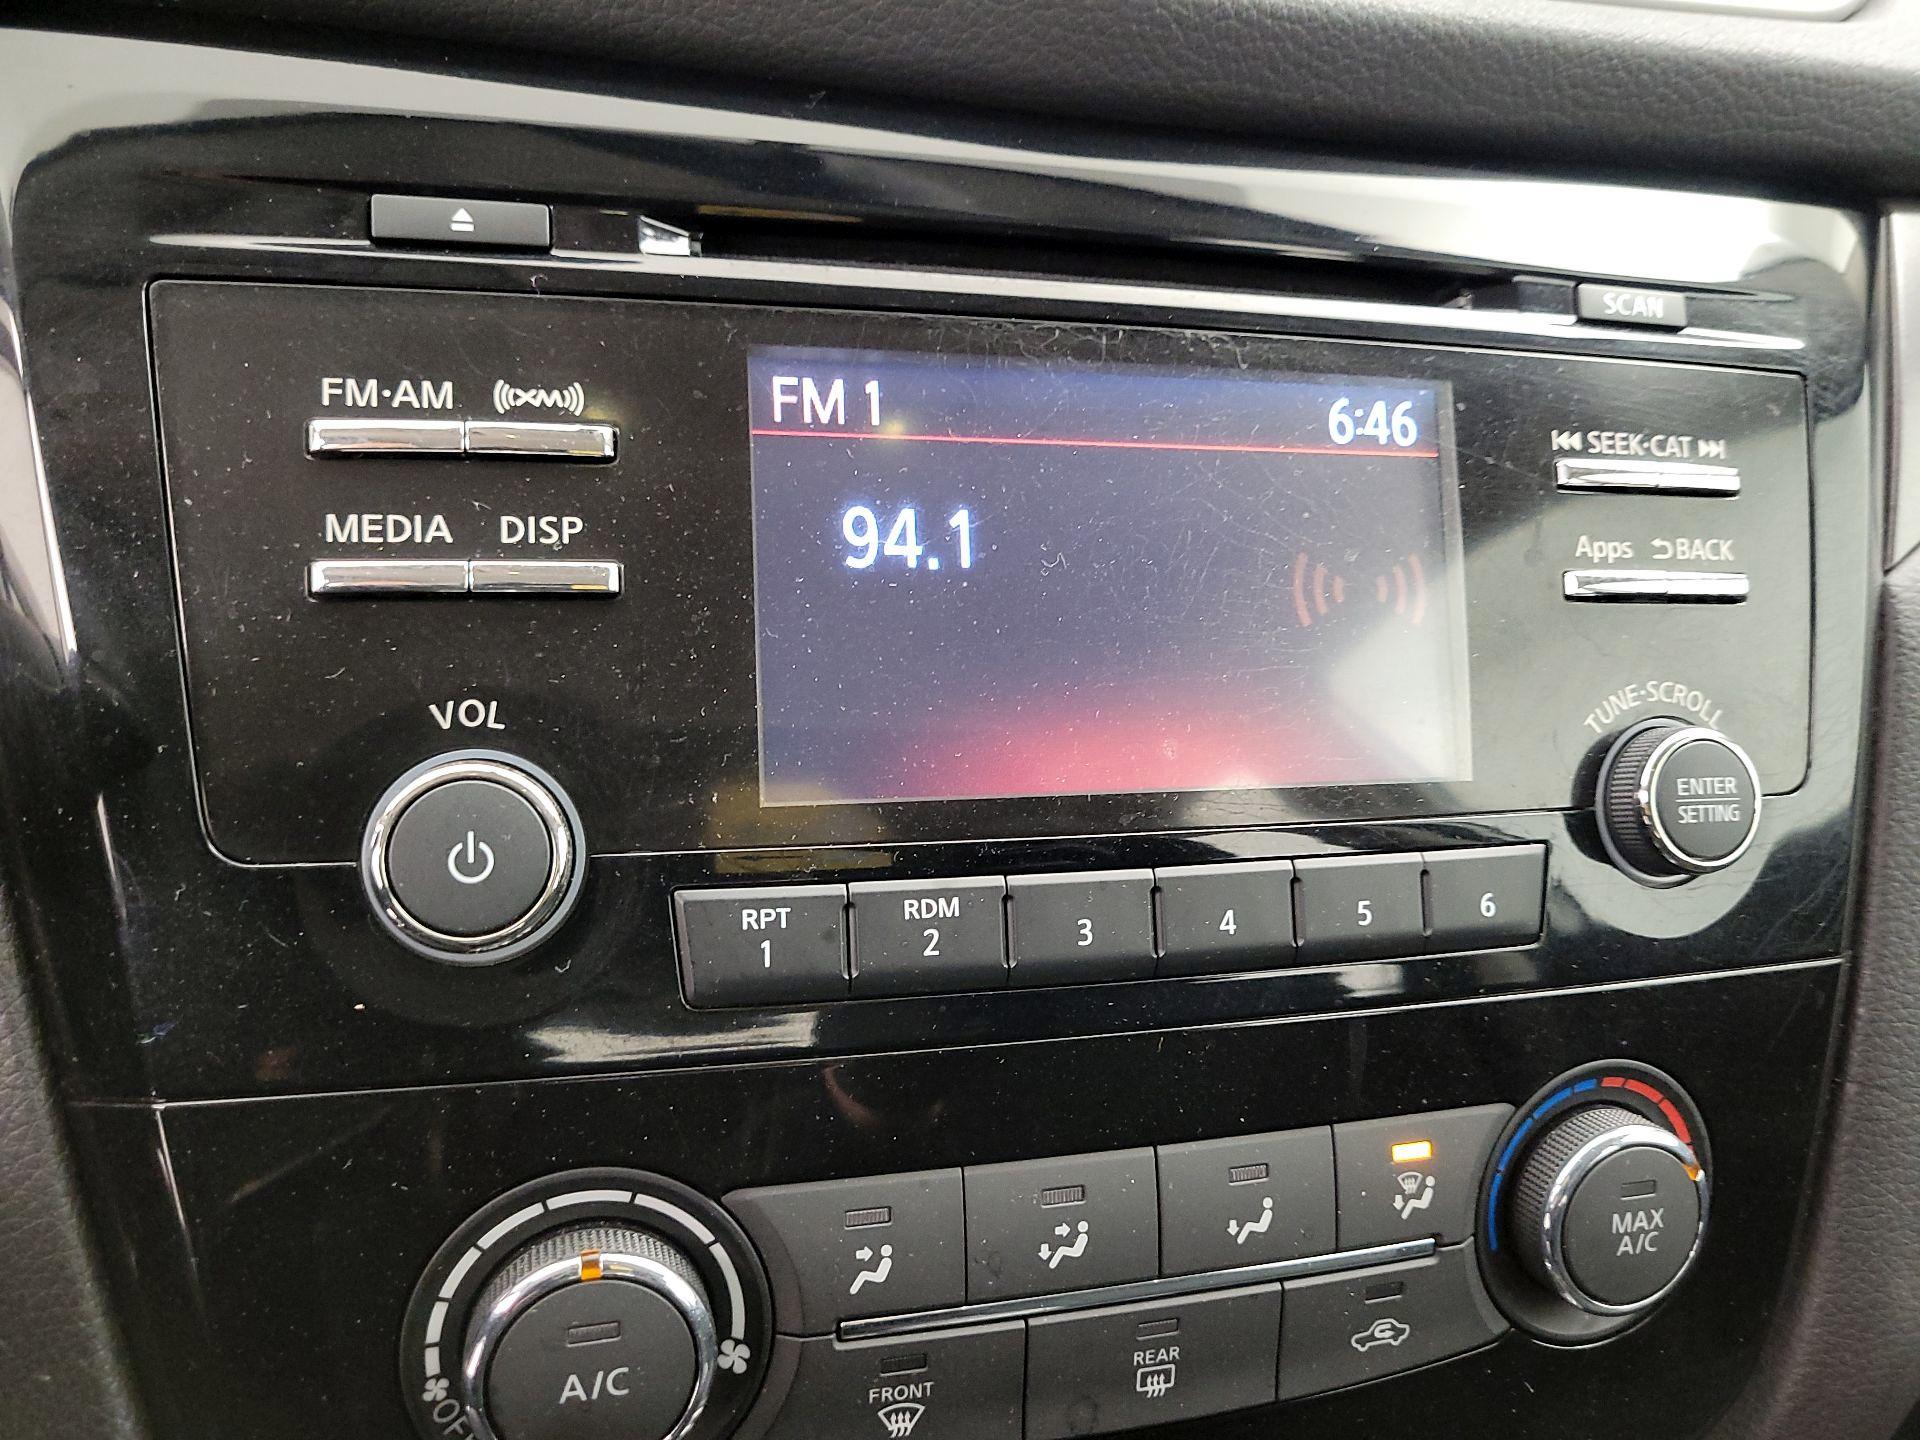 SCAN
FM·AM XM
FM 1 6:46
SEEK·CAT
94.1
MEDIA DISP
Apps BACK
VOL
TUNE·SCROLL
ENTER
SETTING
RPT
1
RDM
2
3
4
5
6
MAX
A/C
A/C
OFF
FRONT
REAR